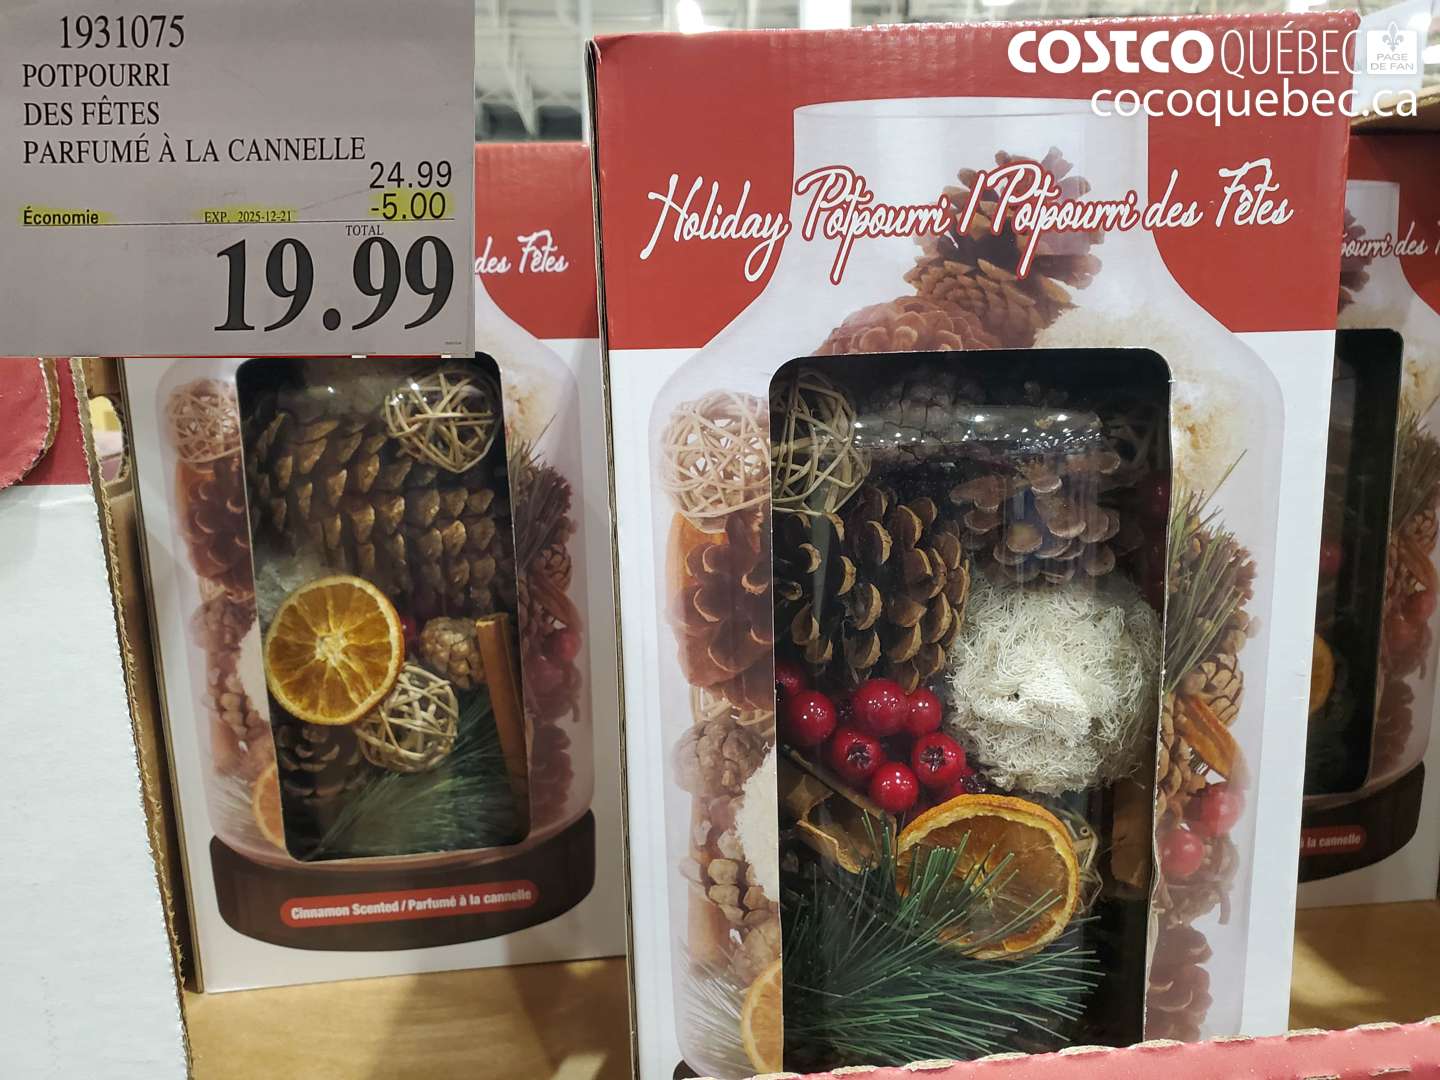 1931075
POTPOURRI
DES FÊTES
PARFUMÉ À LA CANNELLE
24.99
Économie EXP. 2025-12-21 -5.00
TOTAL
19.99
COSTCO QUÉBEC PAGE DE FAN
cocoquebec.ca
Holiday Potpourri / Potpourri des Fêtes
des Fêtes
des
Cinnamon Scented / Parfumé à la cannelle
à la cannelle